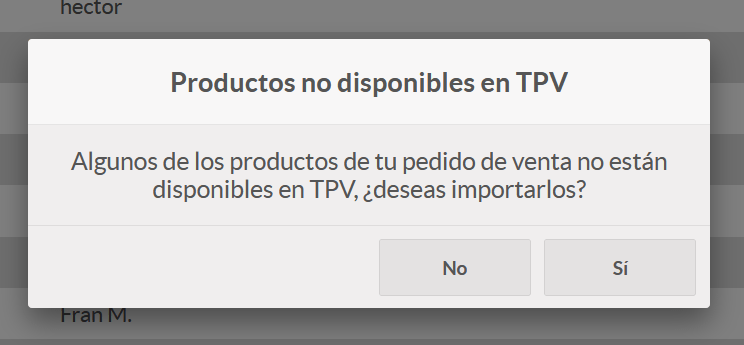 hector
Productos no disponibles en TPV
Algunos de los productos de tu pedido de venta no están
disponibles en TPV, ¿deseas importarlos?
No
Sí
Fran M.